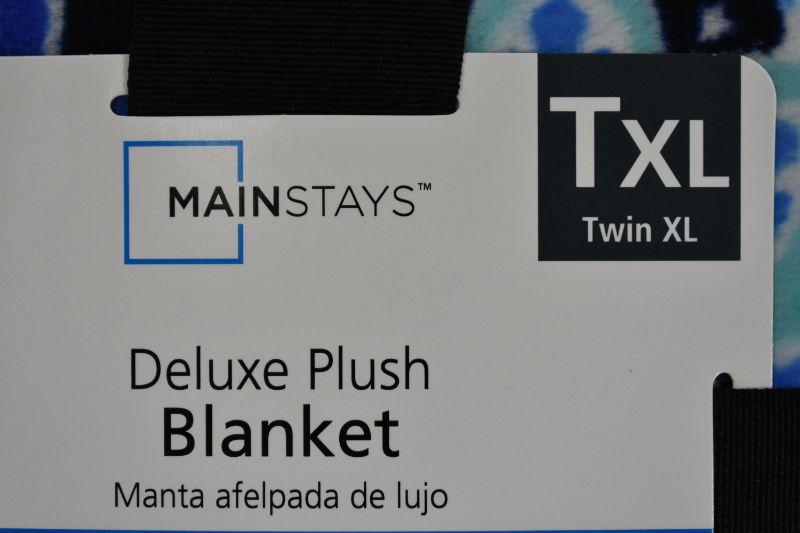 MAINSTAYS™
TXL
Twin XL
Deluxe Plush
Blanket
Manta afelpada de lujo